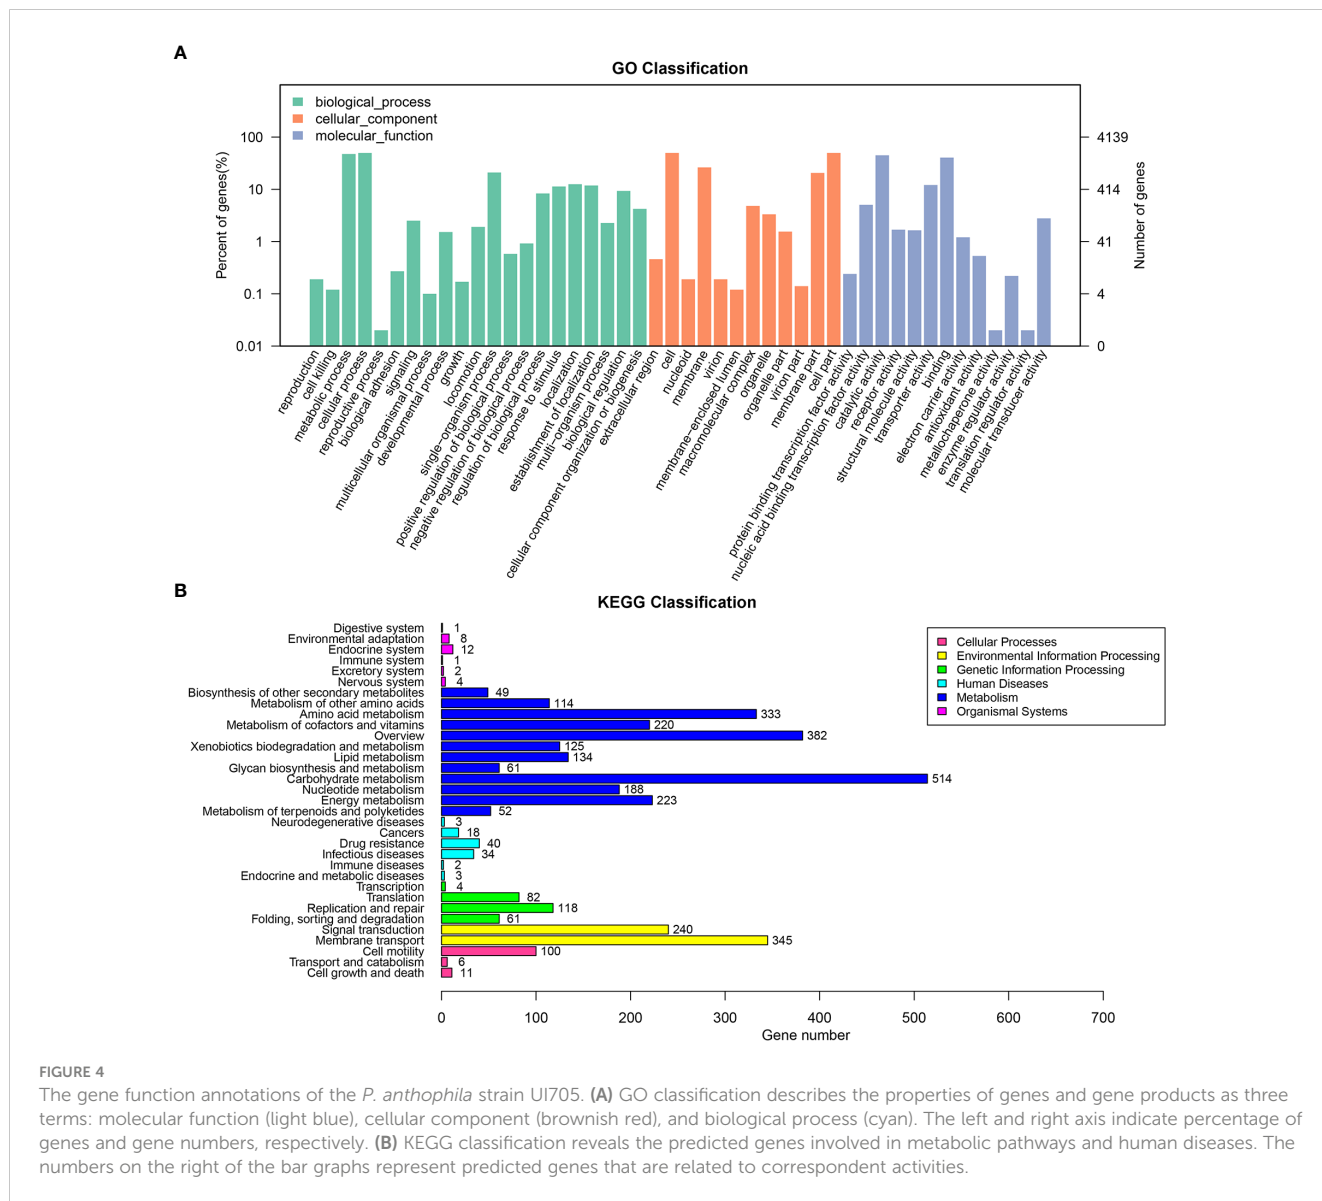 A
GO Classification
biological_process
cellular_component
molecular_function
Percent of genes(%)
100
10
1
0.1
0.01
4139
414
41
4
0
Number of genes
reproduction
cell killing
metabolic process
cellular process
reproductive process
biological adhesion
signaling
multicellular organismal process
developmental process
growth
locomotion
single−organism process
positive regulation of biological process
negative regulation of biological process
regulation of biological process
response to stimulus
localization
establishment of localization
multi−organism process
biological regulation
cellular component organization or biogenesis
extracellular region
cell
nucleoid
membrane
virion
membrane−enclosed lumen
macromolecular complex
organelle
organelle part
virion part
membrane part
cell part
protein binding transcription factor activity
nucleic acid binding transcription factor activity
catalytic activity
receptor activity
structural molecule activity
transporter activity
binding
electron carrier activity
antioxidant activity
metallochaperone activity
enzyme regulator activity
translation regulator activity
molecular transducer activity
B
KEGG Classification
Digestive system 1
Environmental adaptation 8
Endocrine system 12
Immune system 1
Excretory system 2
Nervous system 4
Biosynthesis of other secondary metabolites 49
Metabolism of other amino acids 114
Amino acid metabolism 333
Metabolism of cofactors and vitamins 220
Overview 382
Xenobiotics biodegradation and metabolism 125
Lipid metabolism 134
Glycan biosynthesis and metabolism 61
Carbohydrate metabolism 514
Nucleotide metabolism 188
Energy metabolism 223
Metabolism of terpenoids and polyketides 52
Neurodegenerative diseases 3
Cancers 18
Drug resistance 40
Infectious diseases 34
Immune diseases 2
Endocrine and metabolic diseases 3
Transcription 4
Translation 82
Replication and repair 118
Folding, sorting and degradation 61
Signal transduction 240
Membrane transport 345
Cell motility 100
Transport and catabolism 6
Cell growth and death 11
Cellular Processes
Environmental Information Processing
Genetic Information Processing
Human Diseases
Metabolism
Organismal Systems
0 100 200 300 400 500 600 700
Gene number
FIGURE 4
The gene function annotations of the P. anthophila strain UI705. (A) GO classification describes the properties of genes and gene products as three
terms: molecular function (light blue), cellular component (brownish red), and biological process (cyan). The left and right axis indicate percentage of
genes and gene numbers, respectively. (B) KEGG classification reveals the predicted genes involved in metabolic pathways and human diseases. The
numbers on the right of the bar graphs represent predicted genes that are related to correspondent activities.